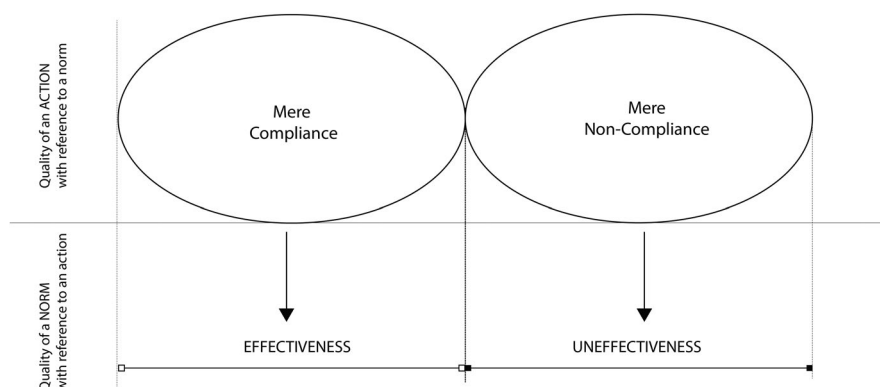 Quality of an ACTION
with reference to a norm
Mere
Compliance
Mere
Non-Compliance
Quality of a NORM
with reference to an action
EFFECTIVENESS
UNEFFECTIVENESS